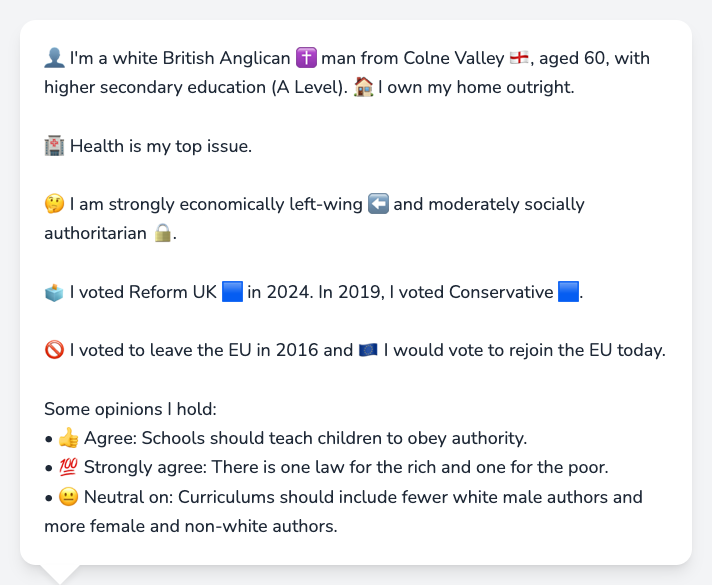 👤 I'm a white British Anglican ✝️ man from Colne Valley 🏴󠁧󠁢󠁥󠁮󠁧󠁿, aged 60, with
higher secondary education (A Level). 🏠 I own my home outright.
🏥 Health is my top issue.
🤔 I am strongly economically left-wing ⬅️ and moderately socially
authoritarian 🔒.
🗳️ I voted Reform UK 🟦 in 2024. In 2019, I voted Conservative 🟦.
🚫 I voted to leave the EU in 2016 and 🇪🇺 I would vote to rejoin the EU today.
Some opinions I hold:
• 👍 Agree: Schools should teach children to obey authority.
• 💯 Strongly agree: There is one law for the rich and one for the poor.
• 😐 Neutral on: Curriculums should include fewer white male authors and
more female and non-white authors.